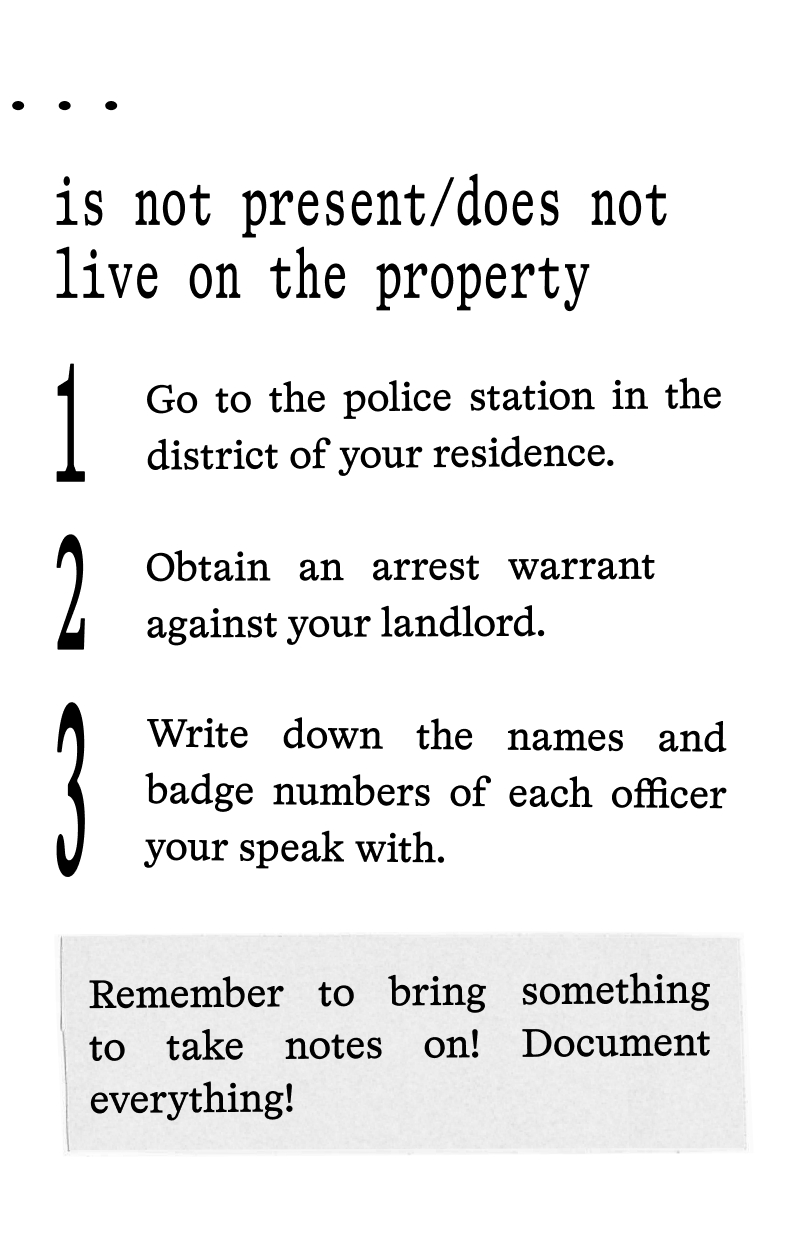 . . .
is not present/does not
live on the property
1 Go to the police station in the
district of your residence.
2 Obtain an arrest warrant
against your landlord.
3 Write down the names and
badge numbers of each officer
your speak with.
Remember to bring something
to take notes on! Document
everything!